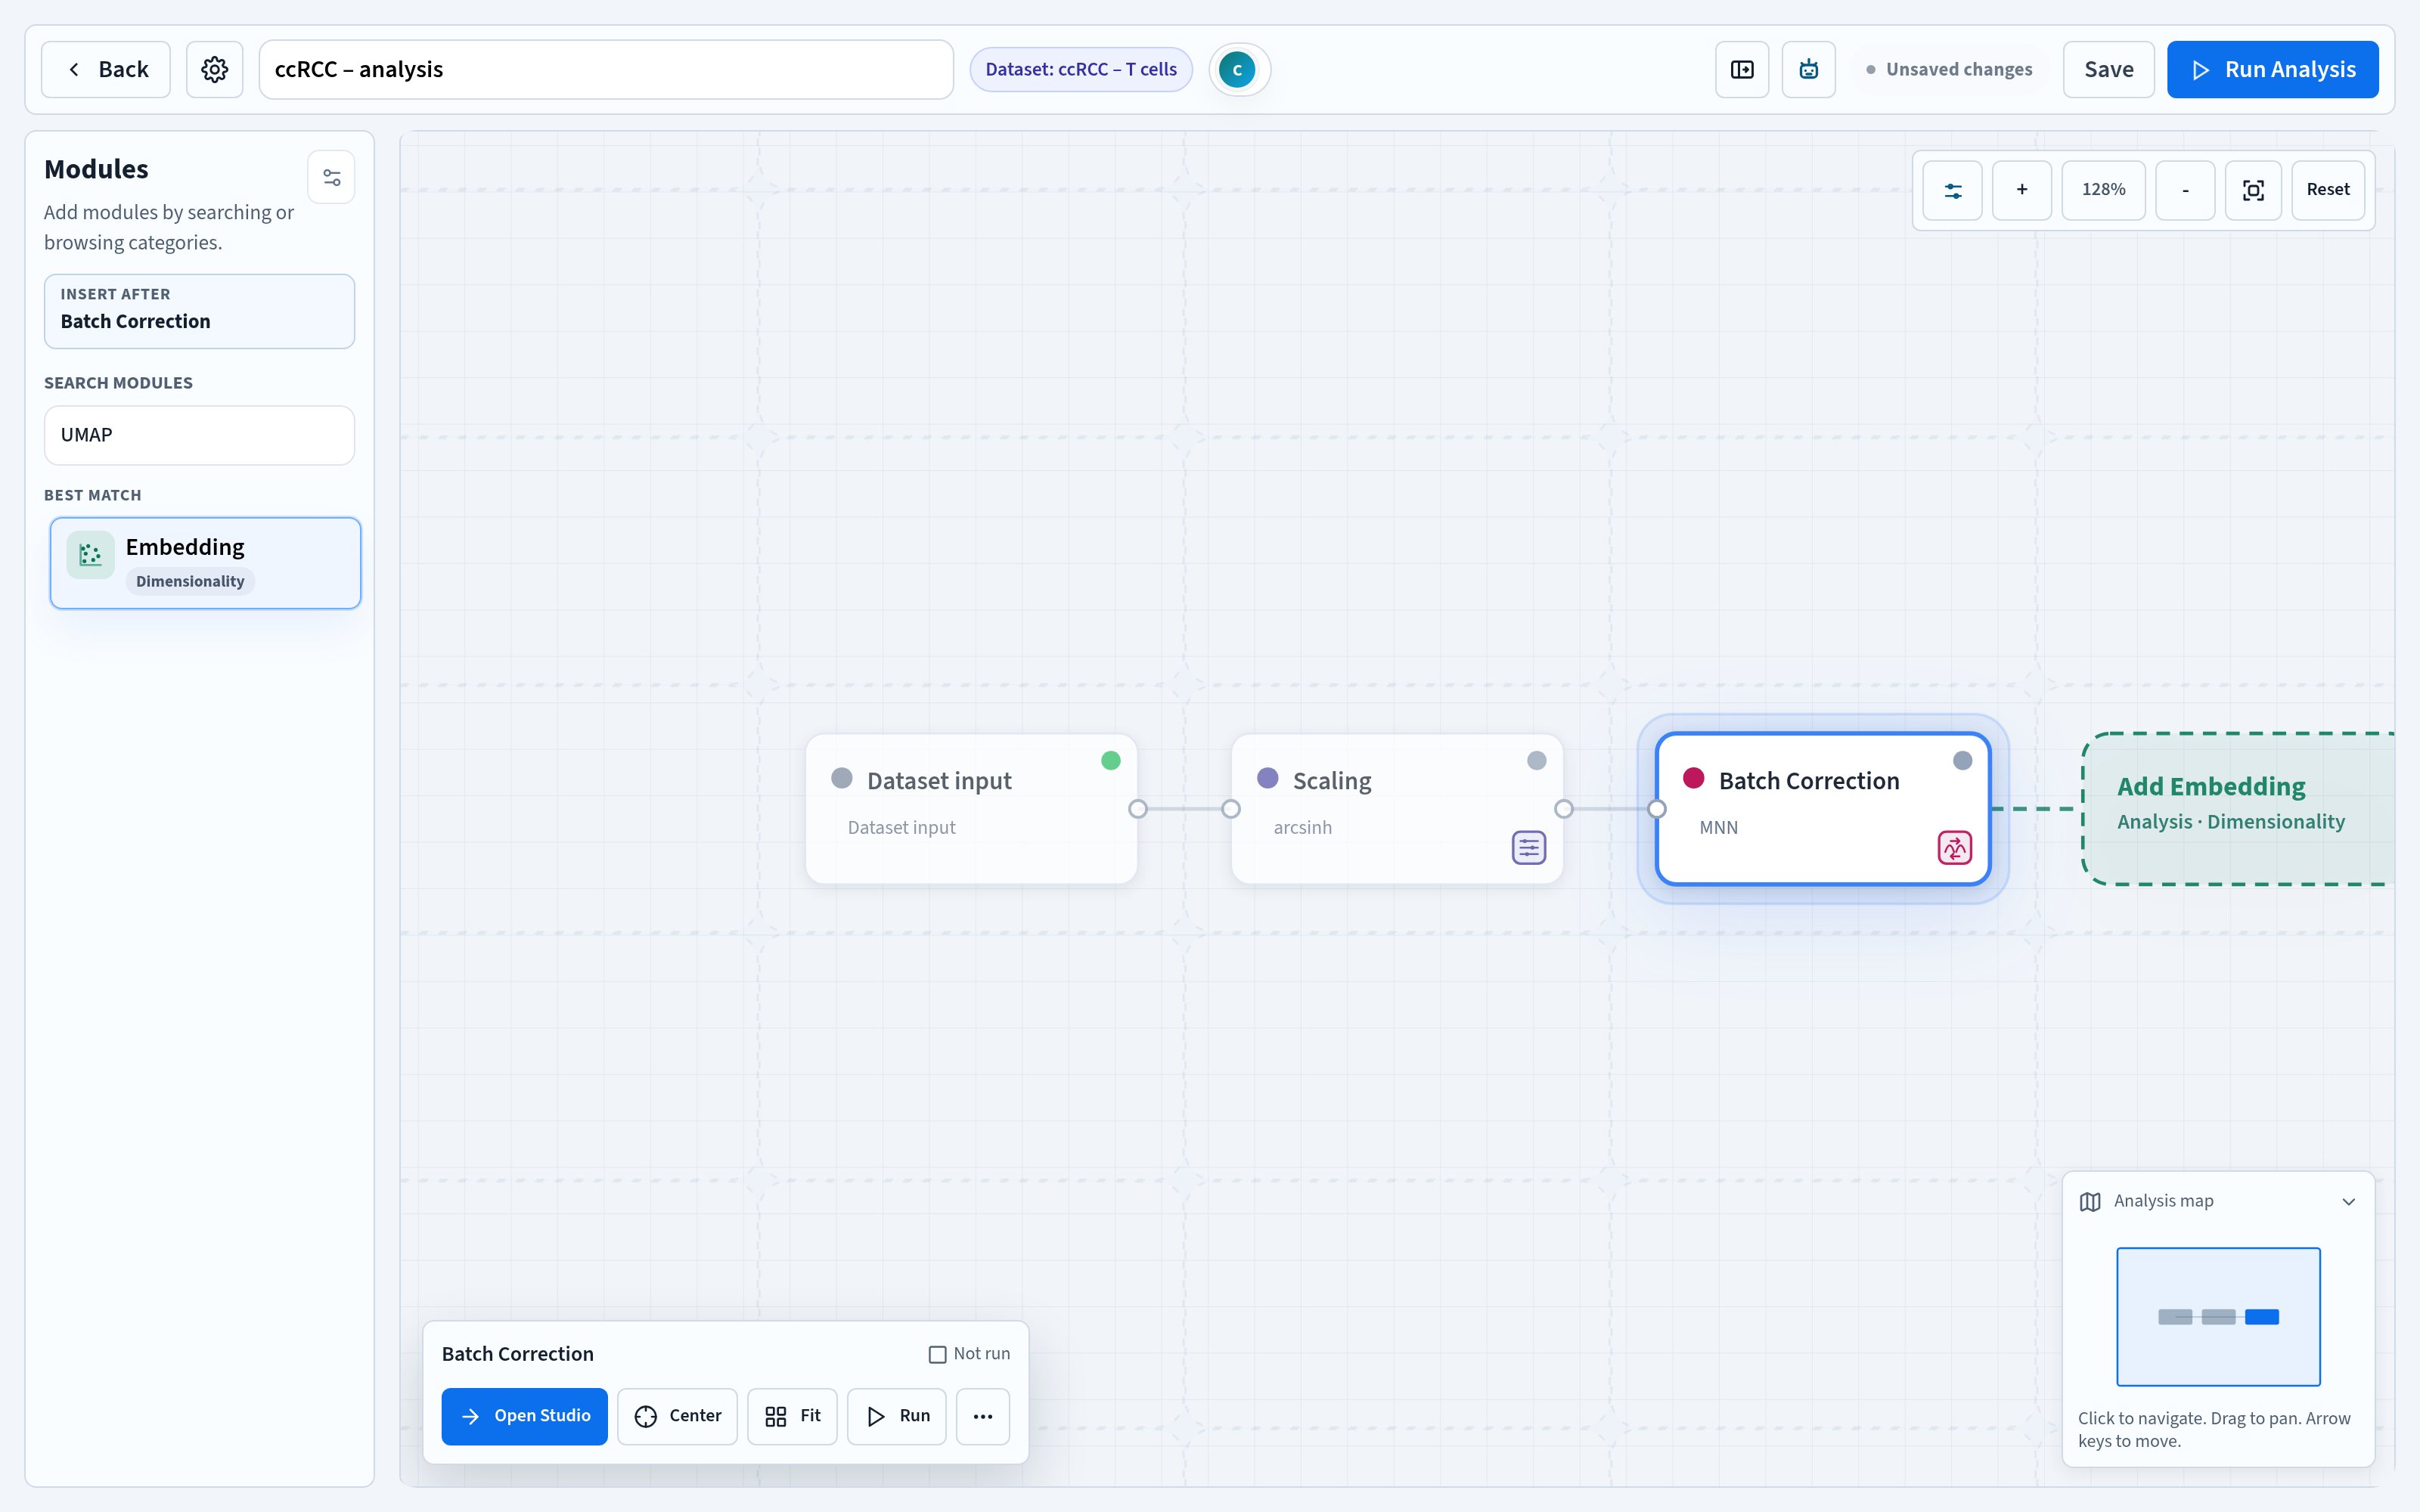 Back
ccRCC – analysis
Dataset: ccRCC – T cells
C
Unsaved changes
Save
Run Analysis
Modules
Add modules by searching or
browsing categories.
INSERT AFTER
Batch Correction
SEARCH MODULES
UMAP
BEST MATCH
Embedding
Dimensionality
+
128%
-
Reset
Dataset input
Dataset input
Scaling
arcsinh
Batch Correction
MNN
Add Embedding
Analysis · Dimensionality
Batch Correction
Not run
Open Studio
Center
Fit
Run
Analysis map
Click to navigate. Drag to pan. Arrow
keys to move.